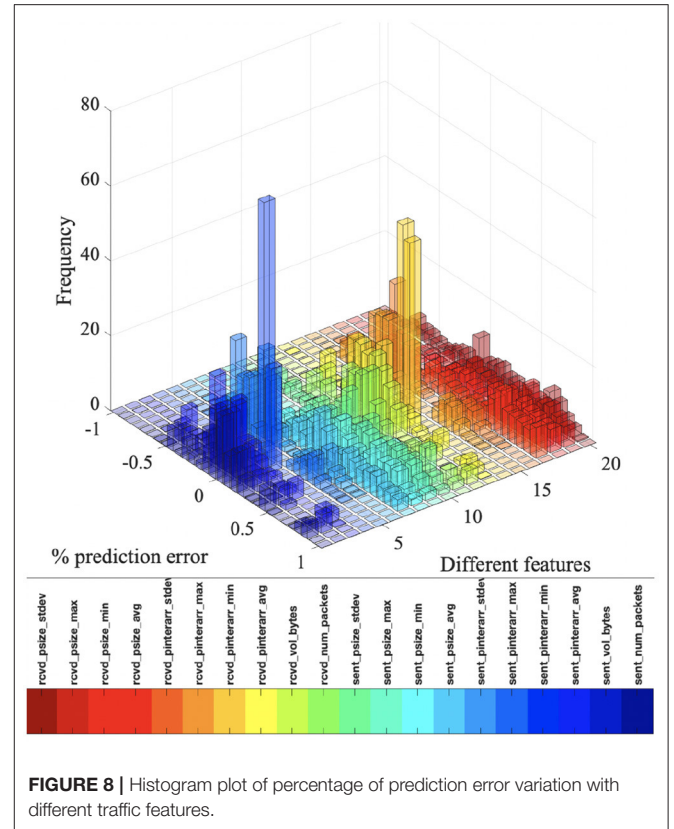 80
60
40
20
0
Frequency
-1
-0.5
0
0.5
1
% prediction error
5
10
15
20
Different features
rcvd_psize_stdev
rcvd_psize_max
rcvd_psize_min
rcvd_psize_avg
rcvd_pinterarr_stdev
rcvd_pinterarr_max
rcvd_pinterarr_min
rcvd_pinterarr_avg
rcvd_vol_bytes
rcvd_num_packets
sent_psize_stdev
sent_psize_max
sent_psize_min
sent_psize_avg
sent_pinterarr_stdev
sent_pinterarr_max
sent_pinterarr_min
sent_pinterarr_avg
sent_vol_bytes
sent_num_packets
FIGURE 8 | Histogram plot of percentage of prediction error variation with
different traffic features.